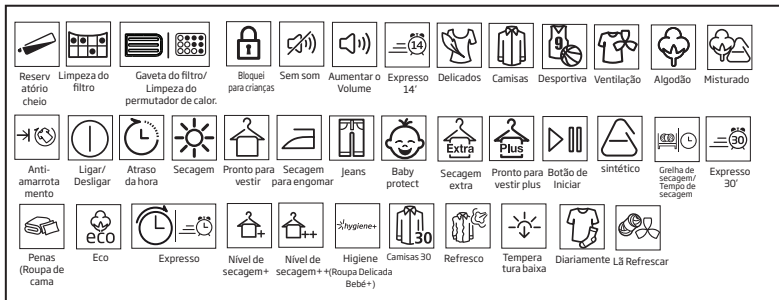 14
9
Reserv
atório
cheio
Limpeza do
filtro
Gaveta do filtro/
Limpeza do
permutador de calor.
Bloquei
para crianças
Sem som
Aumentar o
Volume
Expresso
14'
Delicados
Camisas
Desportiva
Ventilação
Algodão
Misturado
Extra
Plus
30
Anti-
amarrota
mento
Ligar/
Desligar
Atraso
da hora
Secagem
Pronto para
vestir
Secagem
para engomar
Jeans
Baby
protect
Secagem
extra
Pronto para
vestir plus
Botão de
Iniciar
sintético
Grelha de
secagem/
Tempo de
secagem
Expresso
30'
eco
+
++
hygiene+
30
Penas
(Roupa de
cama
Eco
Expresso
Nível de
secagem+
Nível de
secagem++
Higiene
(Roupa Delicada
Bebé+)
Camisas 30
Refresco
Tempera
tura baixa
Diariamente
Lã Refrescar